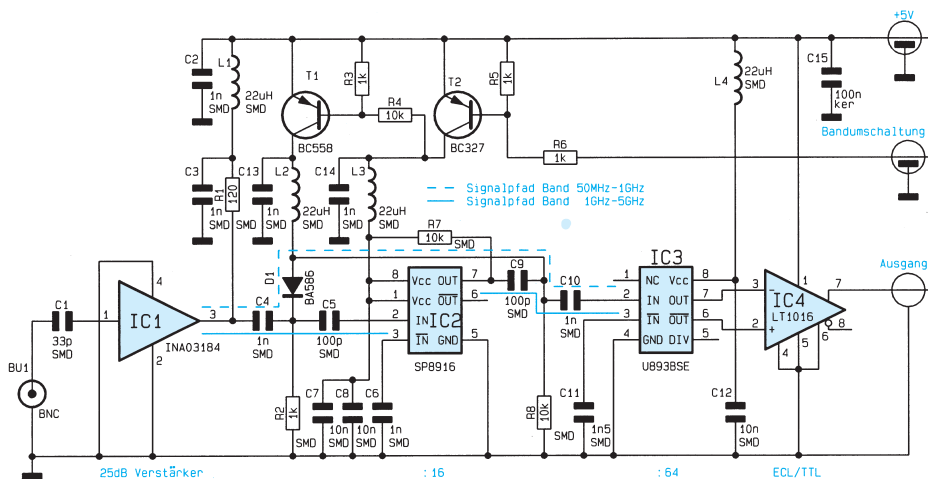 +5V
C2
1n
SMD
L1
22uH
SMD
T1
BC558
R3
1k
R4
10k
T2
BC327
R5
1k
L4
22uH
SMD
C15
100n
ker
Bandumschaltung
R6
1k
C3
1n
SMD
R1
120
C13
1n
SMD
L2
22uH
SMD
C14
1n
SMD
L3
22uH
SMD
Signalpfad Band 50MHz-1GHz
Signalpfad Band 1GHz-5GHz
R7
10k
SMD
D1
BA586
C9
100p
SMD
C10
1n
SMD
IC3
Ausgang
C1
33p
SMD
1
IC1
4
3
2
INA03184
C4
1n
SMD
C5
100p
SMD
8 Vcc OUT 7
1 Vcc OUT 6
2 IN IC2
3 IN GND 5
SP8916
1 NC Vcc 8
2 IN OUT 7
3 IN OUT 6
4 GND DIV 5
U893BSE
3 −
2 +
IC4
LT1016
7
8
6
4
5
BU1
BNC
R2
1k
SMD
C7
10n
SMD
C8
10n
SMD
C6
1n
SMD
R8
10k
SMD
C11
1n5
SMD
C12
10n
SMD
25dB Verstärker
:16
:64
ECL/TTL